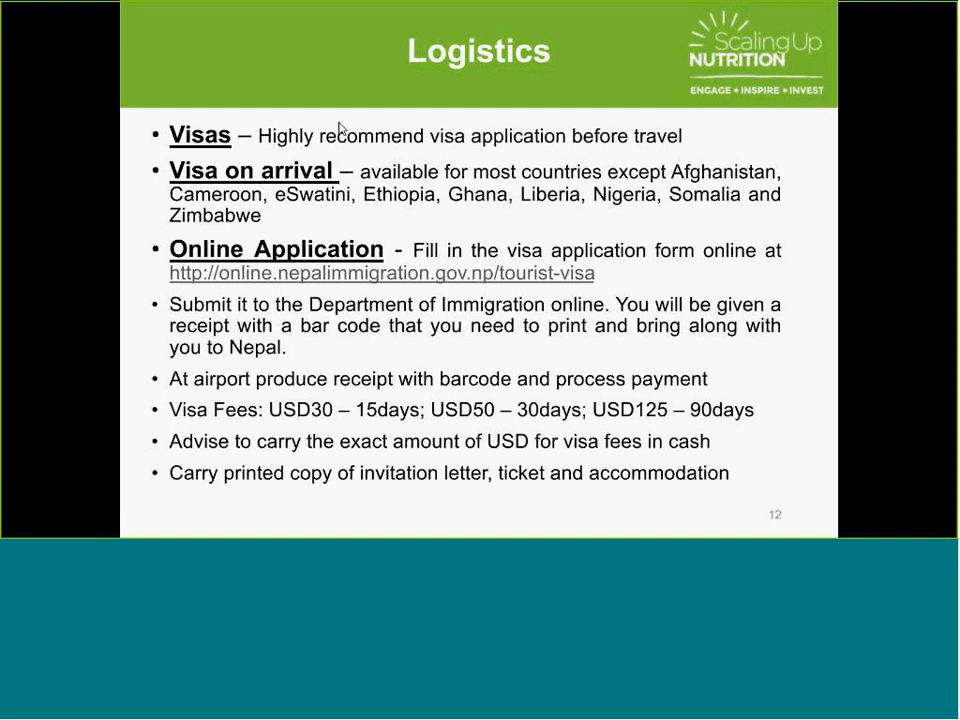 Logistics
Scaling Up
NUTRITION
ENGAGE • INSPIRE • INVEST
• Visas – Highly recommend visa application before travel
• Visa on arrival – available for most countries except Afghanistan,
Cameroon, eSwatini, Ethiopia, Ghana, Liberia, Nigeria, Somalia and
Zimbabwe
• Online Application - Fill in the visa application form online at
http://online.nepalimmigration.gov.np/tourist-visa
• Submit it to the Department of Immigration online. You will be given a
receipt with a bar code that you need to print and bring along with
you to Nepal.
• At airport produce receipt with barcode and process payment
• Visa Fees: USD30 – 15days; USD50 – 30days; USD125 – 90days
• Advise to carry the exact amount of USD for visa fees in cash
• Carry printed copy of invitation letter, ticket and accommodation
12